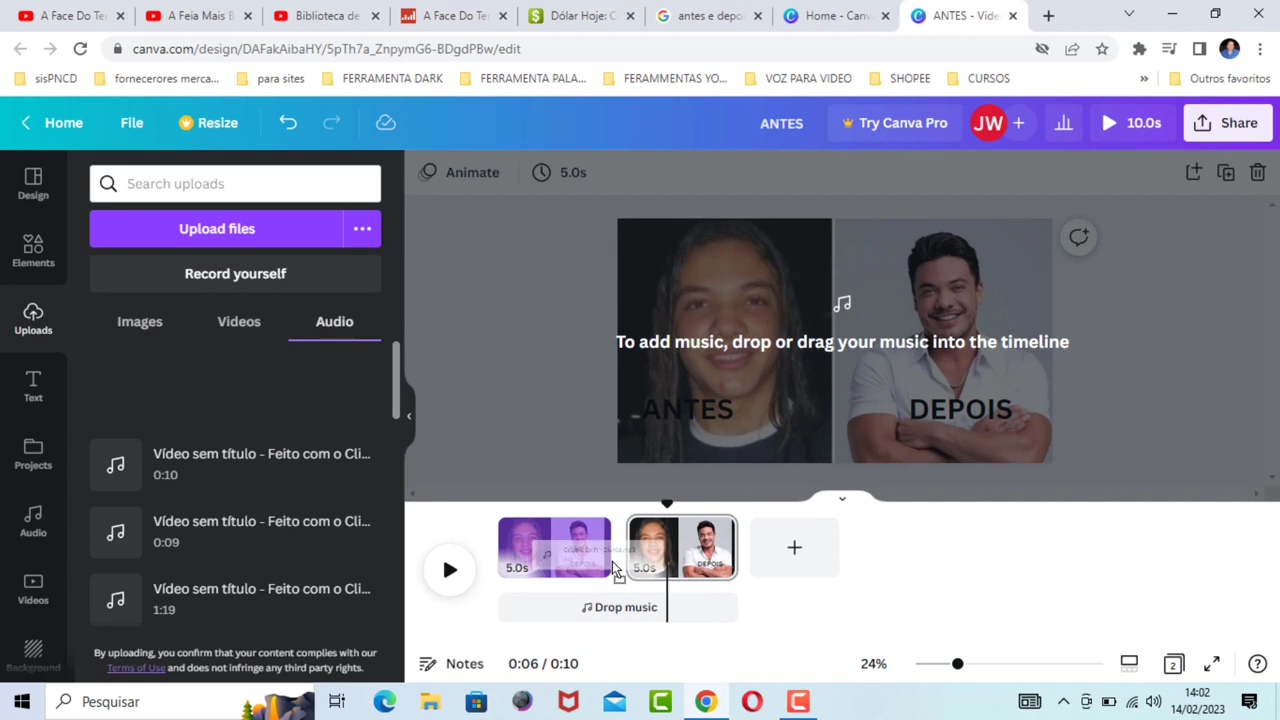 A Face Do Ter
A Feia Mais B
Biblioteca de
A Face Do Ter
Dólar Hoje: C
antes e depoi
Home - Canva
ANTES - Vide
canva.com/design/DAFakAibaHY/5pTh7a_ZnpymG6-BDgdPBw/edit
sisPNCD
fornecerores merca...
para sites
FERRAMENTA DARK
FERRAMENTA PALA...
FERAMMENTAS YO...
VOZ PARA VIDEO
SHOPEE
CURSOS
»
Outros favoritos
Home
File
Resize
ANTES
Try Canva Pro
JW
+
10.0s
Share
Design
Elements
Uploads
Text
Projects
Audio
Videos
Background
Search uploads
Upload files
Record yourself
Images
Videos
Audio
Vídeo sem título - Feito com o Cli...
0:10
Vídeo sem título - Feito com o Cli...
0:09
Vídeo sem título - Feito com o Cli...
1:19
By uploading, you confirm that your content complies with our
Terms of Use and does not infringe any third party rights.
Animate
5.0s
To add music, drop or drag your music into the timeline
ANTES
DEPOIS
5.0s
DEPOIS
5.0s
DEPOIS
Drop music
Notes
0:06 / 0:10
24%
2
Pesquisar
14:02
14/02/2023